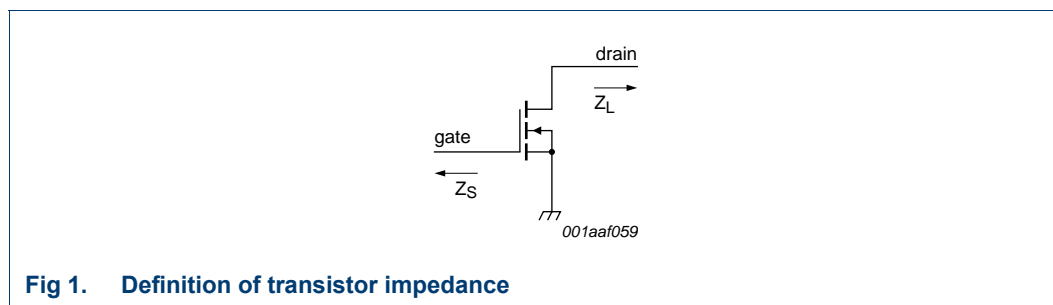 drain
Z_L
gate
Z_S
001aaf059
Fig 1. Definition of transistor impedance